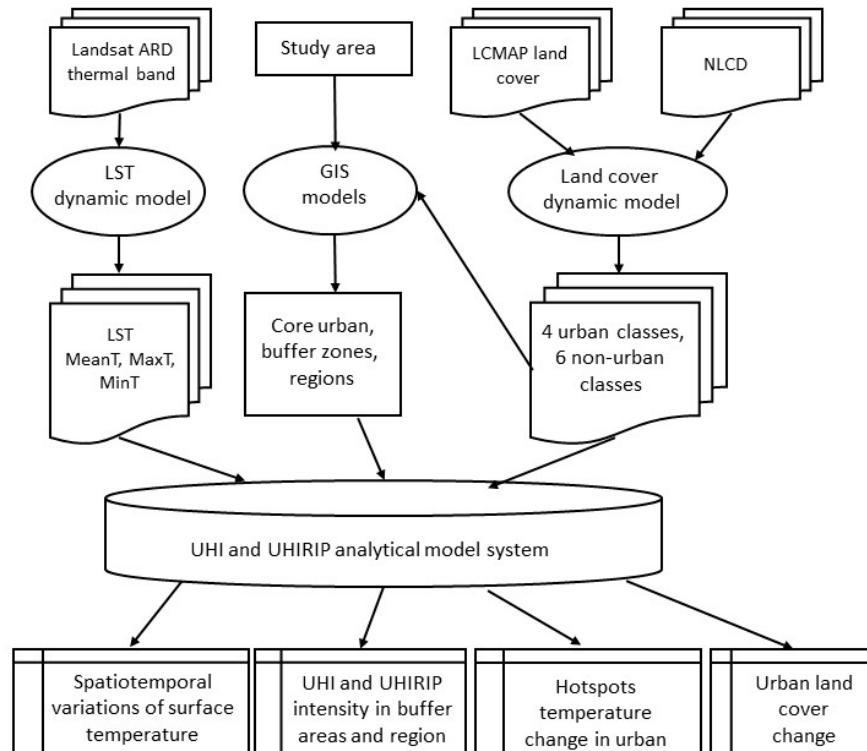 Landsat ARD
thermal band
Study area
LCMAP land
cover
NLCD
LST
dynamic model
GIS
models
Land cover
dynamic model
LST
MeanT, MaxT,
MinT
Core urban,
buffer zones,
regions
4 urban classes,
6 non-urban
classes
UHI and UHIRIP analytical model system
Spatiotemporal
variations of surface
temperature
UHI and UHIRIP
intensity in buffer
areas and region
Hotspots
temperature
change in urban
Urban land
cover
change